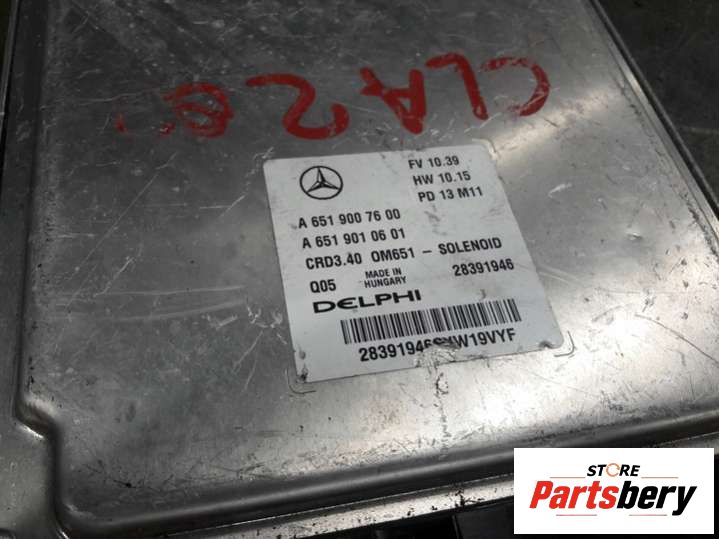 CLA20
FV 10.39
HW 10.15
PD 13 M11
A 651 900 76 00
A 651 901 06 01
CRD3.40 OM651 - SOLENOID
Q05 MADE IN HUNGARY 28391946
DELPHI
STORE
Partsbery